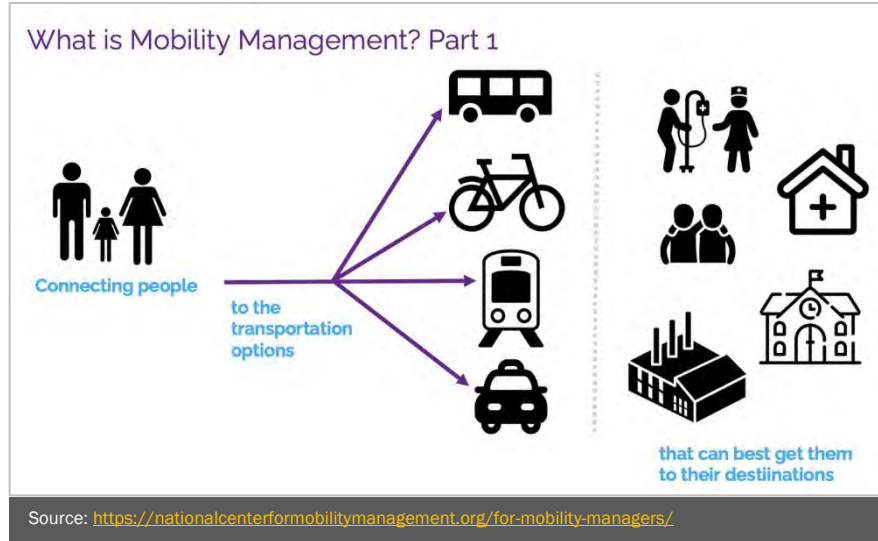 What is Mobility Management? Part 1
Connecting people
to the
transportation
options
that can best get them
to their destiinations
Source: https://nationalcenterformobilitymanagement.org/for-mobility-managers/